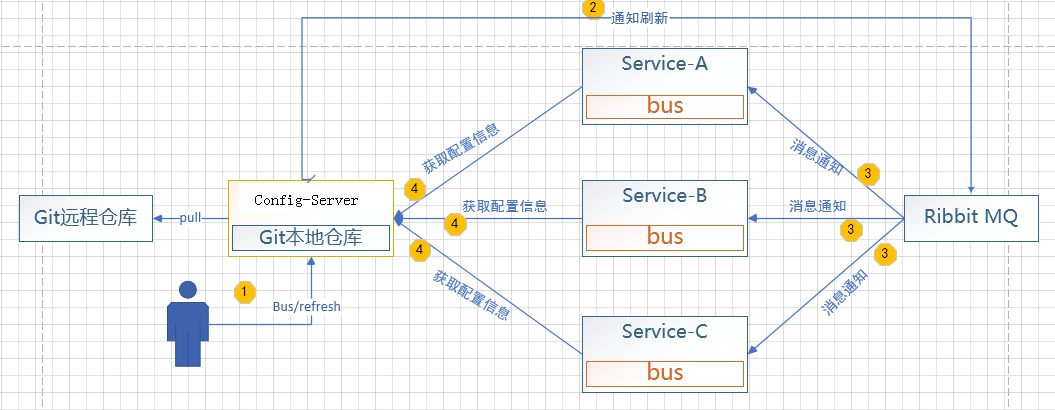 2
通知刷新
Service-A
bus
获取配置信息
消息通知
4
3
Config-Server
Git本地仓库
Git远程仓库
pull
获取配置信息
4
Service-B
bus
消息通知
3
Ribbit MQ
4
获取配置信息
3
消息通知
1
Bus/refresh
Service-C
bus